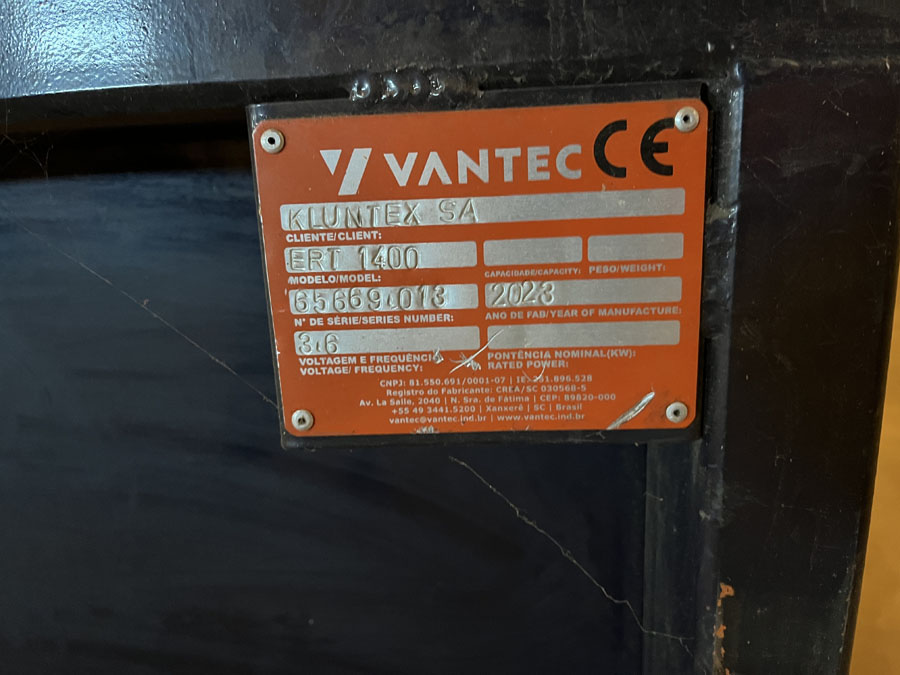 VANTEC CE
KLUNTEX SA
CLIENTE/CLIENT:
ERT 1400
MODELO/MODEL:
CAPACIDADE/CAPACITY:
PESO/WEIGHT:
65669.013
N° DE SÉRIE/SERIES NUMBER:
2023
ANO DE FAB/YEAR OF MANUFACTURE:
3.6
VOLTAGEM E FREQUÊNCIA
VOLTAGE/ FREQUENCY:
PONTÊNCIA NOMINAL(KW):
RATED POWER:
CNPJ: 81.550.691/0001-07 | IE: 251.896.528
Registro do Fabricante: CREA/SC 030568-5
Av. La Salle, 2040 | N. Sra. de Fátima | CEP: 89820-000
+55 49 3441.5200 | Xanxerê | SC | Brasil
vantec@vantec.ind.br | www.vantec.ind.br